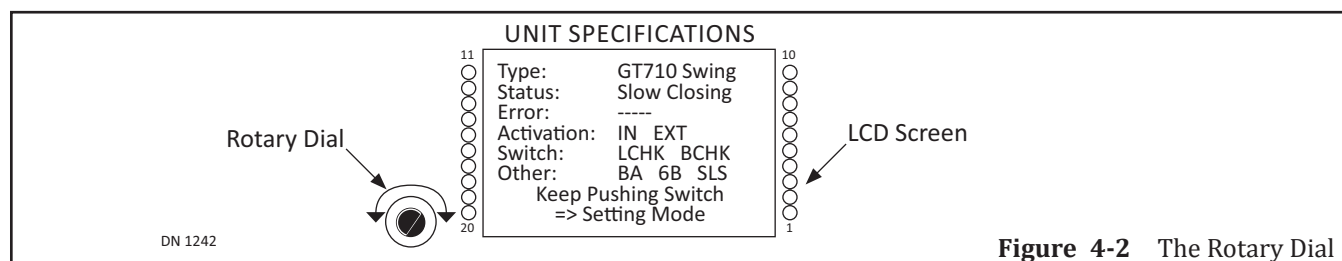 UNIT SPECIFICATIONS
11
10
Type: GT710 Swing
Status: Slow Closing
Error: -----
Activation: IN EXT
Switch: LCHK BCHK
Other: BA 6B SLS
Keep Pushing Switch
=> Setting Mode
20
1
Rotary Dial
LCD Screen
DN 1242
Figure 4-2 The Rotary Dial